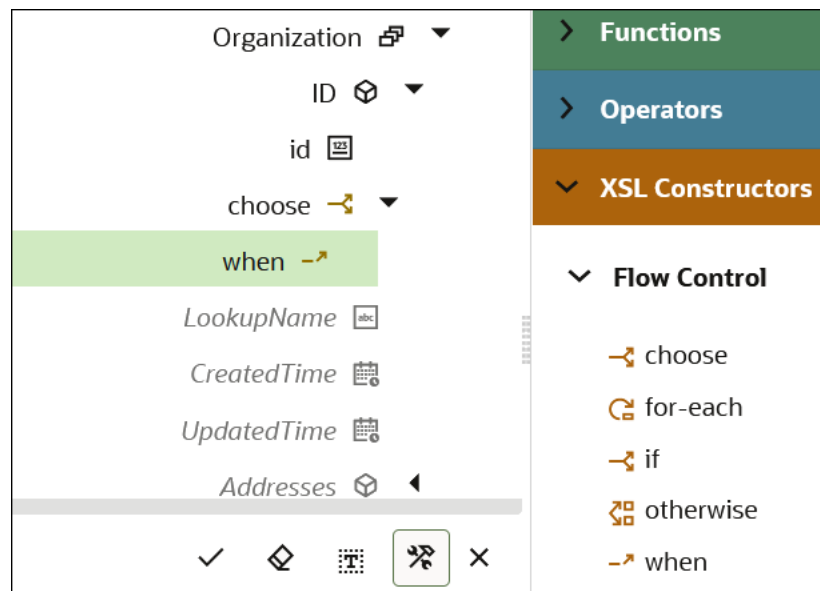 Organization
ID
id
choose
when
LookupName
CreatedTime
UpdatedTime
Addresses
Functions
Operators
XSL Constructors
Flow Control
choose
for-each
if
otherwise
when